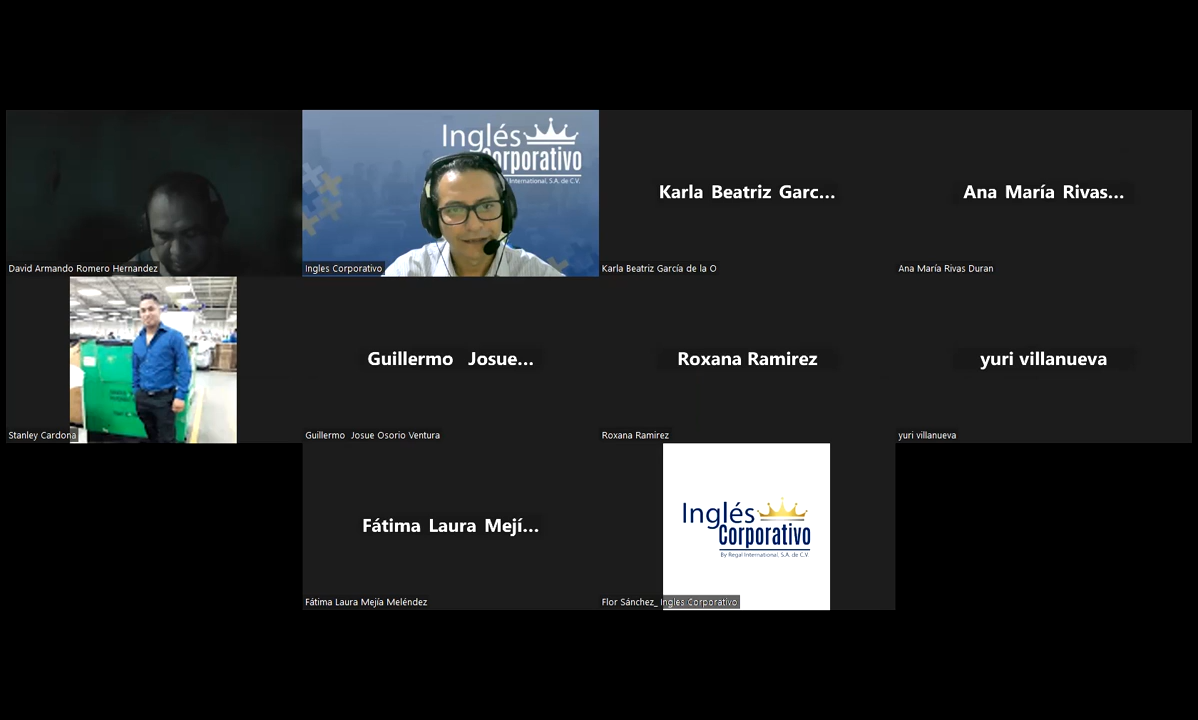 Inglés
Corporativo
International, S.A. de C.V.
David Armando Romero Hernandez
Ingles Corporativo
Karla Beatriz Garc...
Karla Beatriz García de la O
Ana María Rivas...
Ana María Rivas Duran
Stanley Cardona
Guillermo Josue...
Guillermo Josue Osorio Ventura
Roxana Ramirez
Roxana Ramirez
yuri villanueva
yuri villanueva
Fátima Laura Mejí...
Fátima Laura Mejía Meléndez
Inglés
Corporativo
By Regal International, S.A. de C.V
Flor Sánchez_ Ingles Corporativo